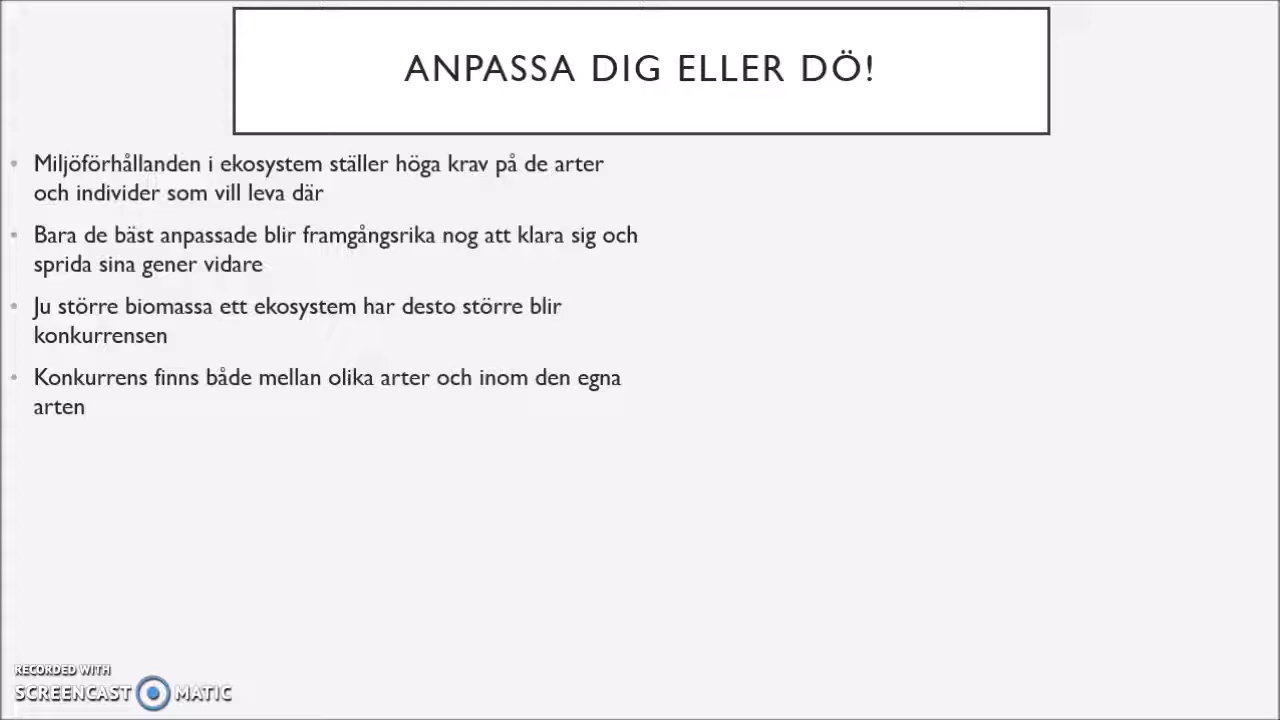 ANPASSA DIG ELLER DÖ!
• Miljöförhållanden i ekosystem ställer höga krav på de arter
och individer som vill leva där
• Bara de bäst anpassade blir framgångsrika nog att klara sig och
sprida sina gener vidare
• Ju större biomassa ett ekosystem har desto större blir
konkurrensen
• Konkurrens finns både mellan olika arter och inom den egna
arten
RECORDED WITH
SCREENCAST MATIC